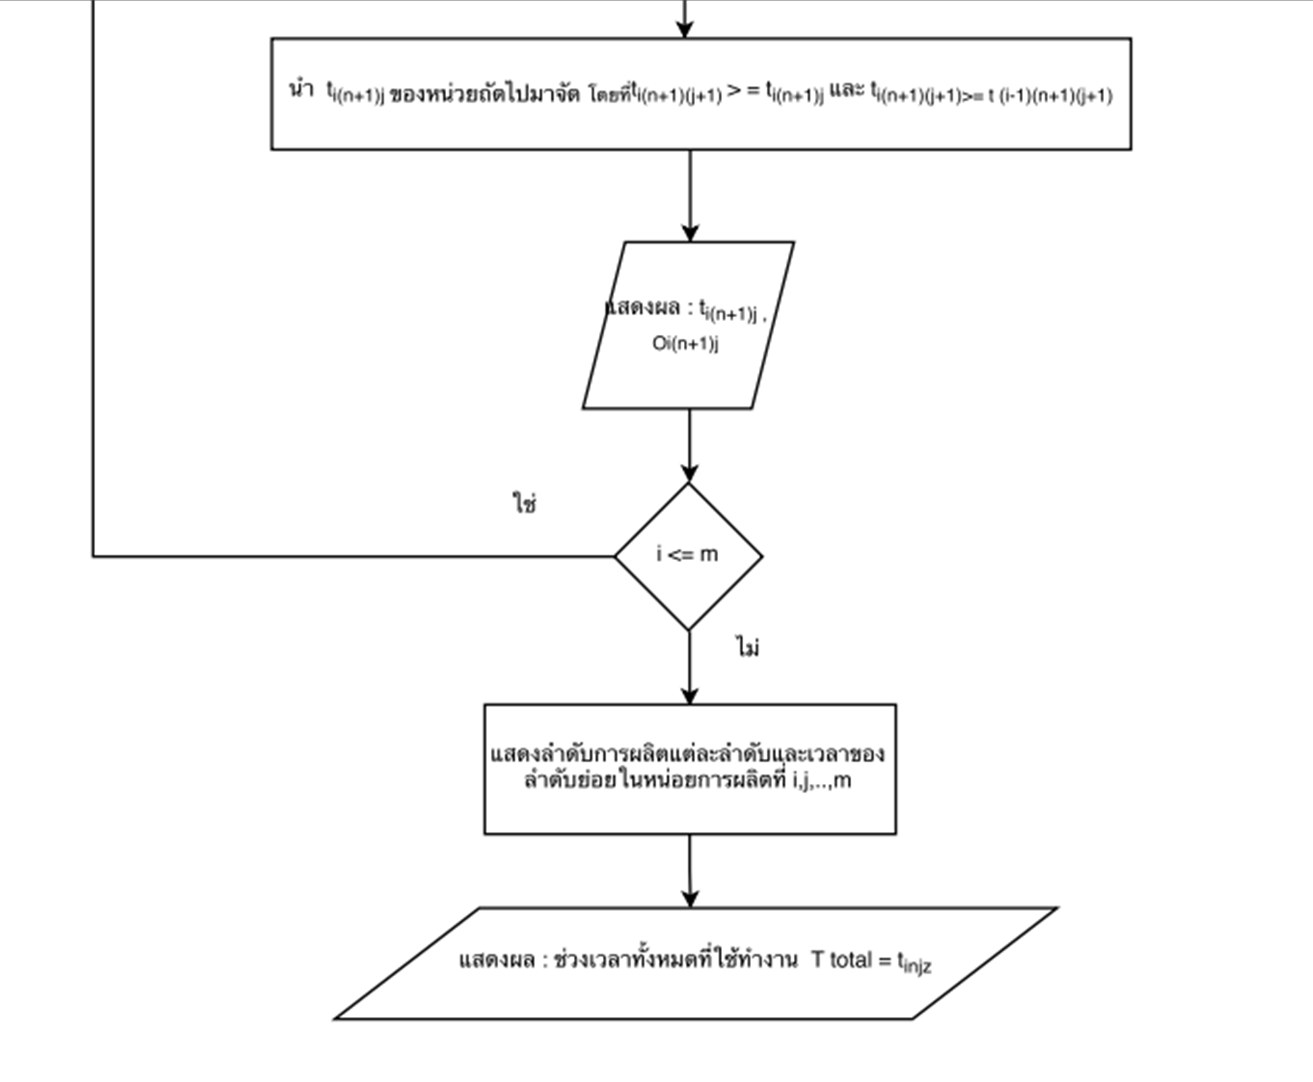 นำ ti(n+1)j ของหน่วยถัดไปมาจัด โดยที่ti(n+1)(j+1) > = ti(n+1)j และ ti(n+1)(j+1)>= t (i-1)(n+1)(j+1)
แสดงผล : ti(n+1)j ,
Oi(n+1)j
ใช่
i <= m
ไม่
แสดงลำดับการผลิตแต่ละลำดับและเวลาของ
ลำดับย่อยในหน่อยการผลิตที่ i,j,..,m
แสดงผล : ช่วงเวลาทั้งหมดที่ใช้ทำงาน T total = tinjz